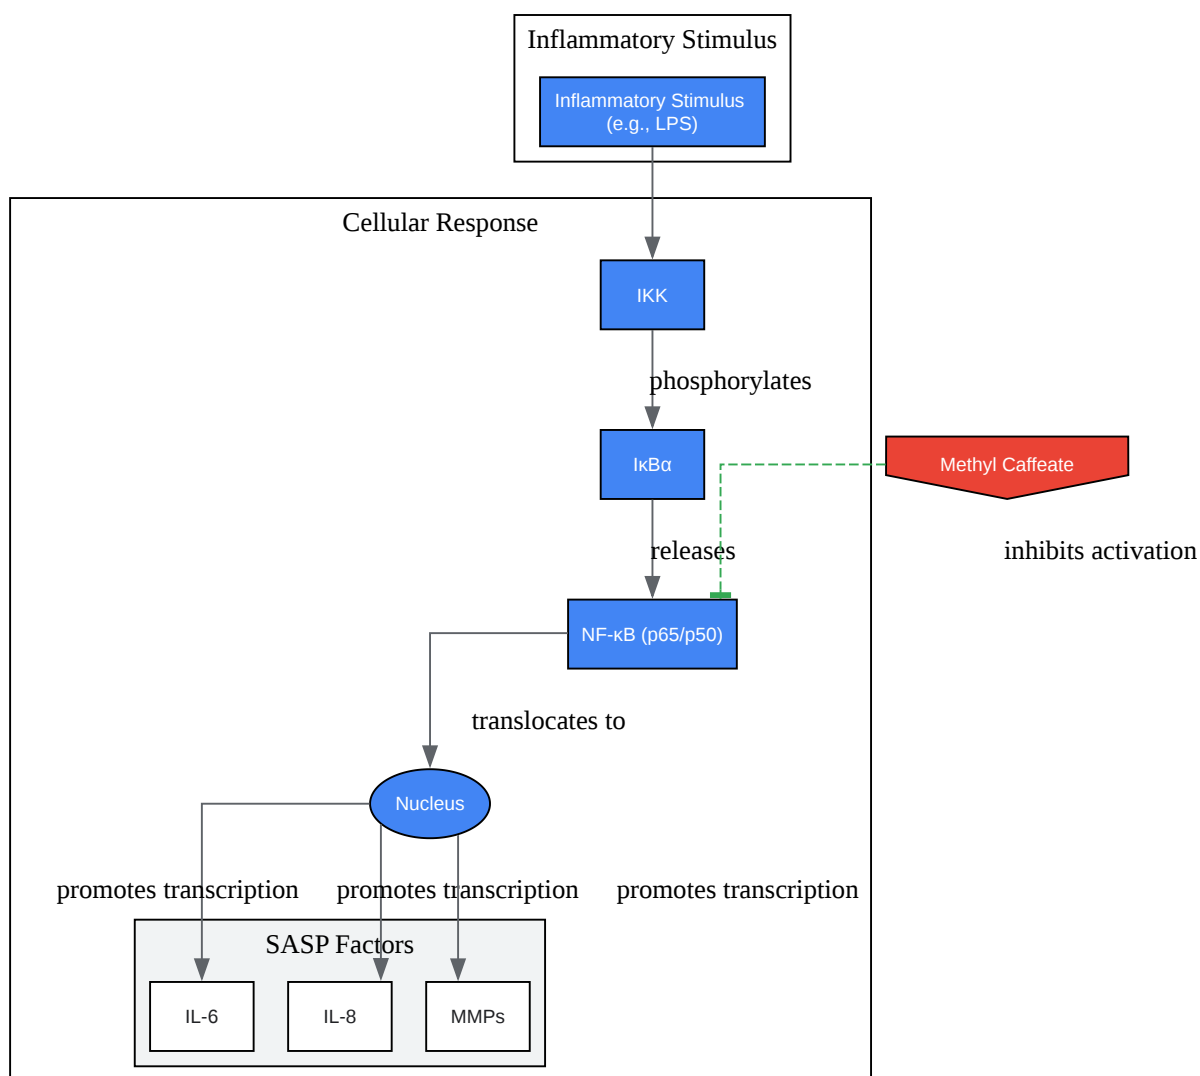 Inflammatory Stimulus
Inflammatory Stimulus
(e.g., LPS)
Cellular Response
IKK
phosphorylates
IκBα
Methyl Caffeate
releases
inhibits activation
NF-κB (p65/p50)
translocates to
Nucleus
promotes transcription
promotes transcription
promotes transcription
SASP Factors
IL-6
IL-8
MMPs